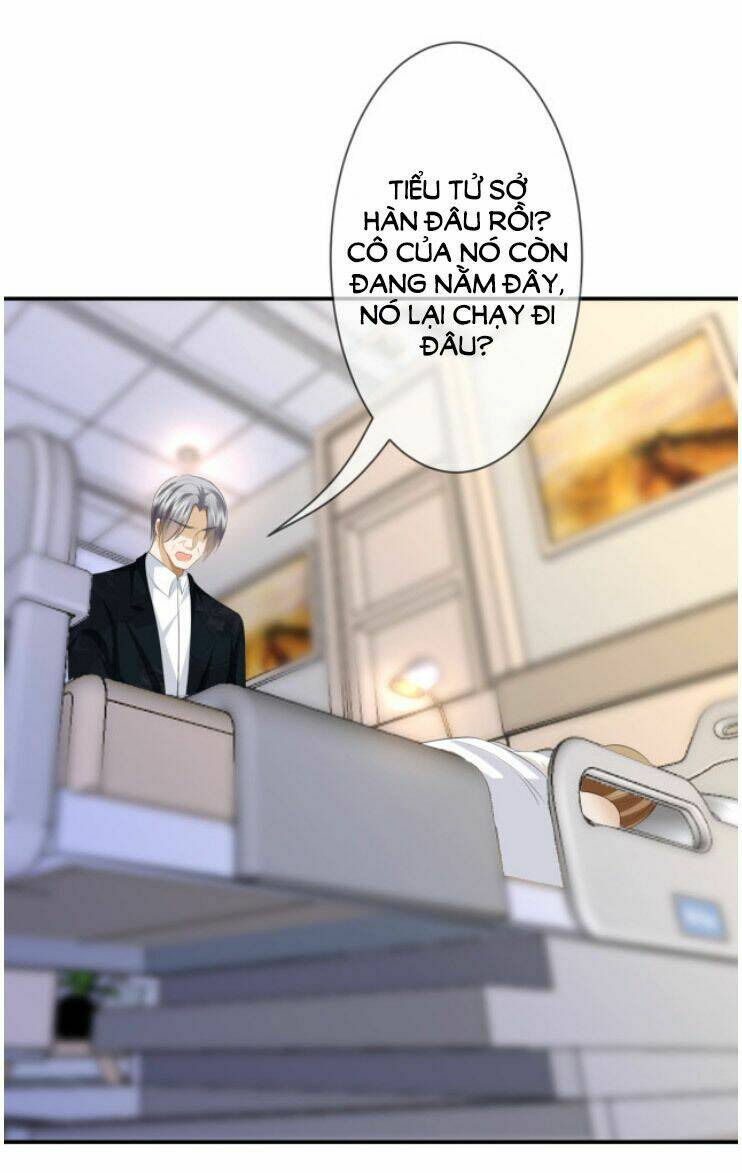 TIỂU TỬ SỞ
HÀN ĐÂU RỒI?
CÔ CỦA NÓ CÒN
ĐANG NẰM ĐÂY,
NÓ LẠI CHẠY ĐI
ĐÂU?